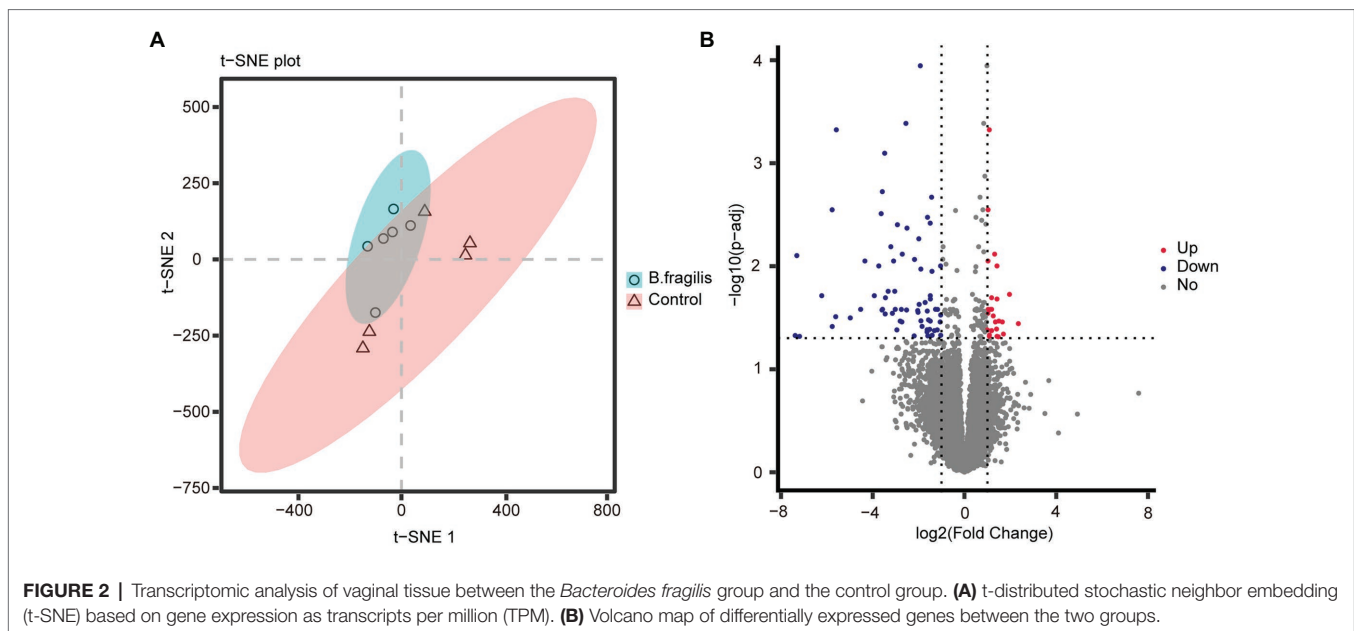 A
t−SNE plot
500
250
0
−250
−500
−750
−400
0
400
800
t−SNE 2
t−SNE 1
B.fragilis
Control
B
4
3
2
1
0
−8
−4
0
4
8
−log10(p−adj)
log2(Fold Change)
Up
Down
No
FIGURE 2 | Transcriptomic analysis of vaginal tissue between the Bacteroides fragilis group and the control group. (A) t-distributed stochastic neighbor embedding
(t-SNE) based on gene expression as transcripts per million (TPM). (B) Volcano map of differentially expressed genes between the two groups.